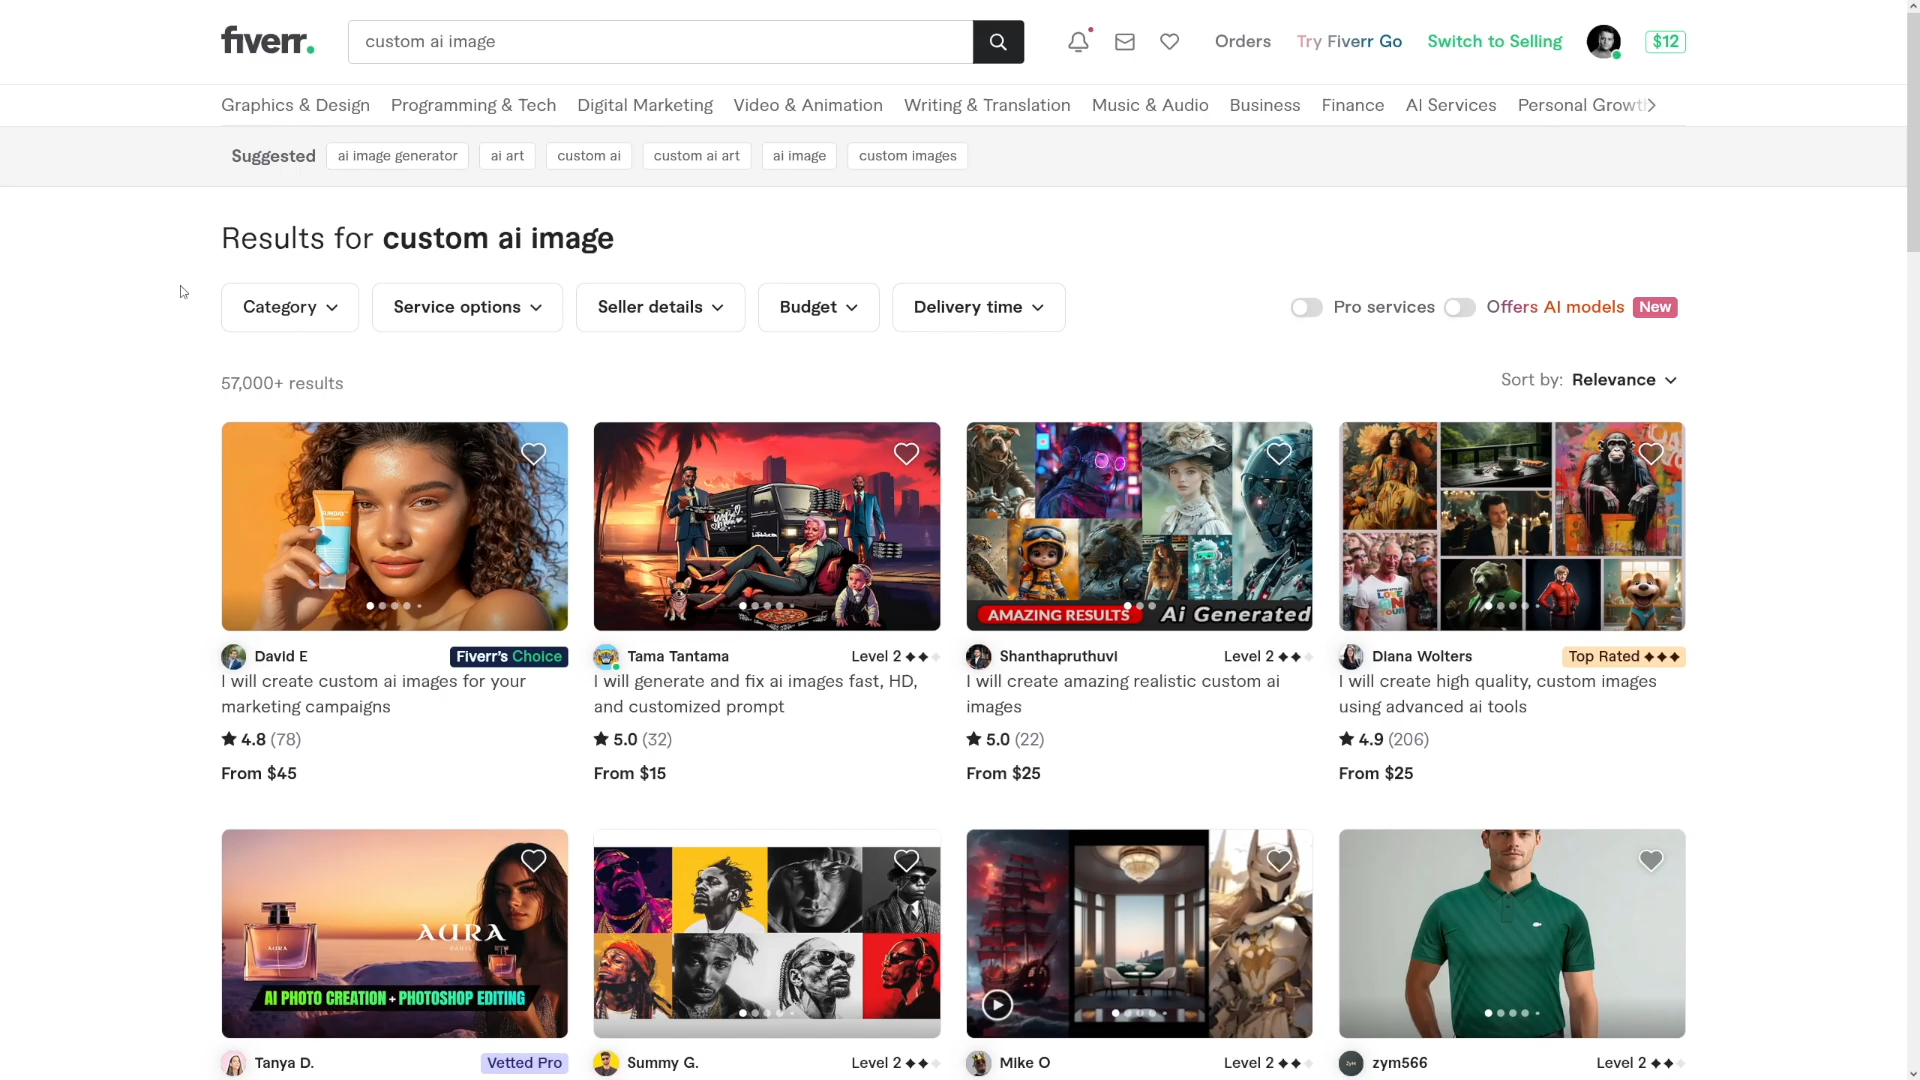 fiverr.
custom ai image
Orders
Try Fiverr Go
Switch to Selling
$12
Graphics & Design
Programming & Tech
Digital Marketing
Video & Animation
Writing & Translation
Music & Audio
Business
Finance
AI Services
Personal Growt
Suggested
ai image generator
ai art
custom ai
custom ai art
ai image
custom images
Results for custom ai image
Category
Service options
Seller details
Budget
Delivery time
Pro services
Offers AI models
New
57,000+ results
Sort by: Relevance
AMAZING RESULTS
Ai Generated
David E
Fiverr's Choice
I will create custom ai images for your
marketing campaigns
4.8 (78)
From $45
Tama Tantama
Level 2
I will generate and fix ai images fast, HD,
and customized prompt
5.0 (32)
From $15
Shanthapruthuvi
Level 2
I will create amazing realistic custom ai
images
5.0 (22)
From $25
Diana Wolters
Top Rated
I will create high quality, custom images
using advanced ai tools
4.9 (206)
From $25
AURA
PARIS
AURA
AI PHOTO CREATION + PHOTOSHOP EDITING
Tanya D.
Vetted Pro
Summy G.
Level 2
Mike O
Level 2
zym566
Level 2